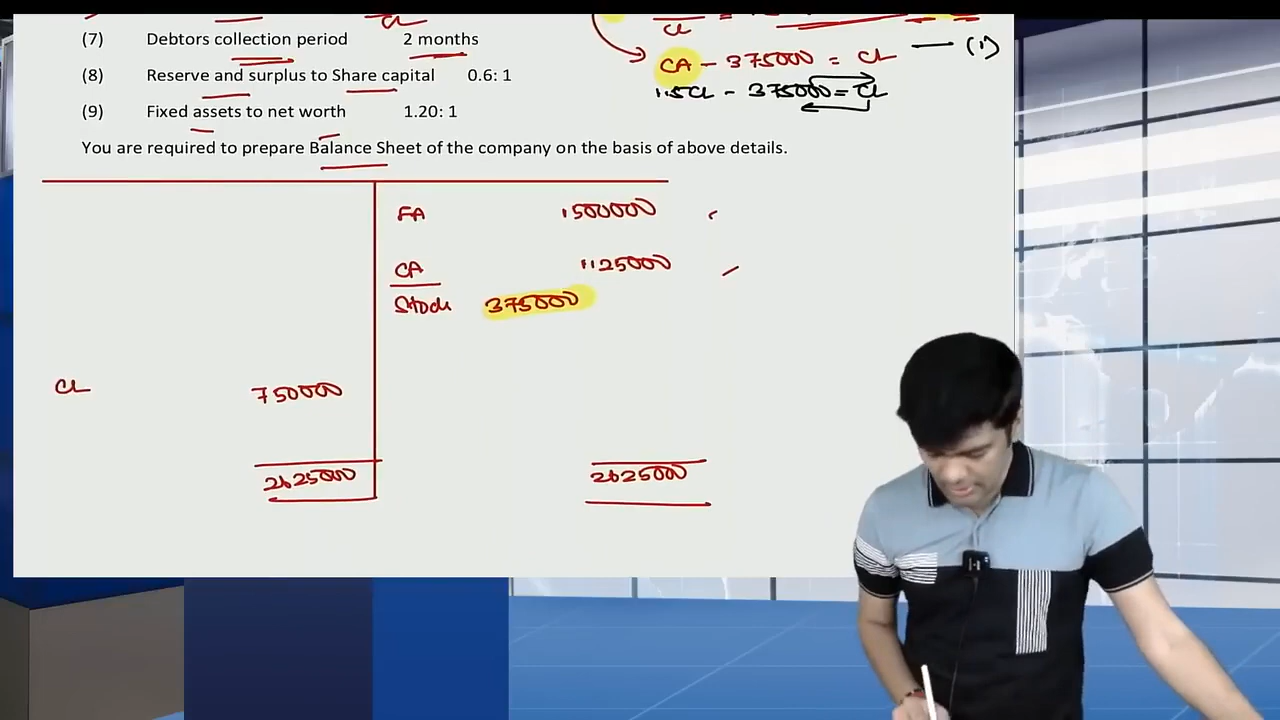 CL
CL
(7) Debtors collection period 2 months
CA - 375000 = CL — (1)
(8) Reserve and surplus to Share capital 0.6: 1
1.5CL - 375000 = CL
(9) Fixed assets to net worth 1.20: 1
You are required to prepare Balance Sheet of the company on the basis of above details.
FA 1500000
CA 1125000
Stock 375000
CL 750000
2625000 2625000